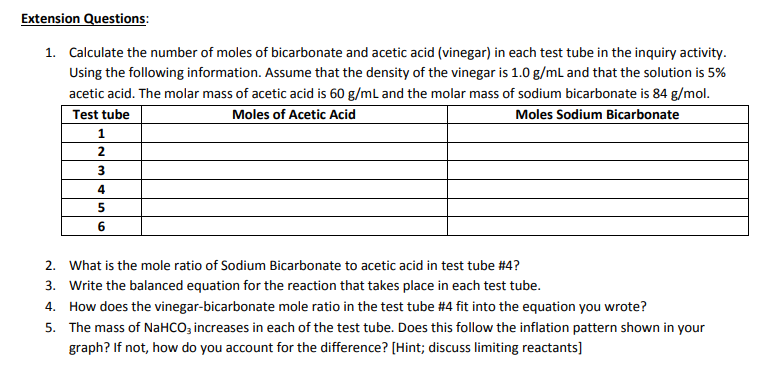 Extension Questions:
1. Calculate the number of moles of bicarbonate and acetic acid (vinegar) in each test tube in the inquiry activity.
Using the following information. Assume that the density of the vinegar is 1.0 g/mL and that the solution is 5%
acetic acid. The molar mass of acetic acid is 60 g/mL and the molar mass of sodium bicarbonate is 84 g/mol.
Test tube Moles of Acetic Acid Moles Sodium Bicarbonate
1
2
3
4
5
6
2. What is the mole ratio of Sodium Bicarbonate to acetic acid in test tube #4?
3. Write the balanced equation for the reaction that takes place in each test tube.
4. How does the vinegar-bicarbonate mole ratio in the test tube #4 fit into the equation you wrote?
5. The mass of NaHCO₃ increases in each of the test tube. Does this follow the inflation pattern shown in your
graph? If not, how do you account for the difference? [Hint; discuss limiting reactants]